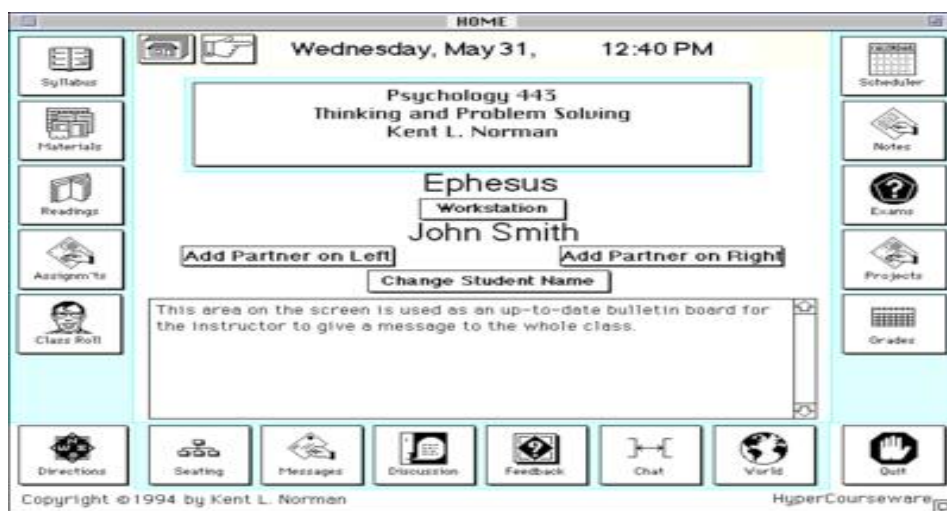 HOME
Wednesday, May 31, 12:40 PM
Psychology 443
Thinking and Problem Solving
Kent L. Norman
Ephesus
Workstation
John Smith
Add Partner on Left Add Partner on Right
Change Student Name
This area on the screen is used as an up-to-date bulletin board for
the instructor to give a message to the whole class.
Syllabus
Materials
Readings
Assignm'ts
Class Roll
CALENDAR
Scheduler
Notes
Exams
Projects
Grades
Directions Seating Messages Discussion Feedback Chat World Quit
Copyright ©1994 by Kent L. Norman HyperCourseware